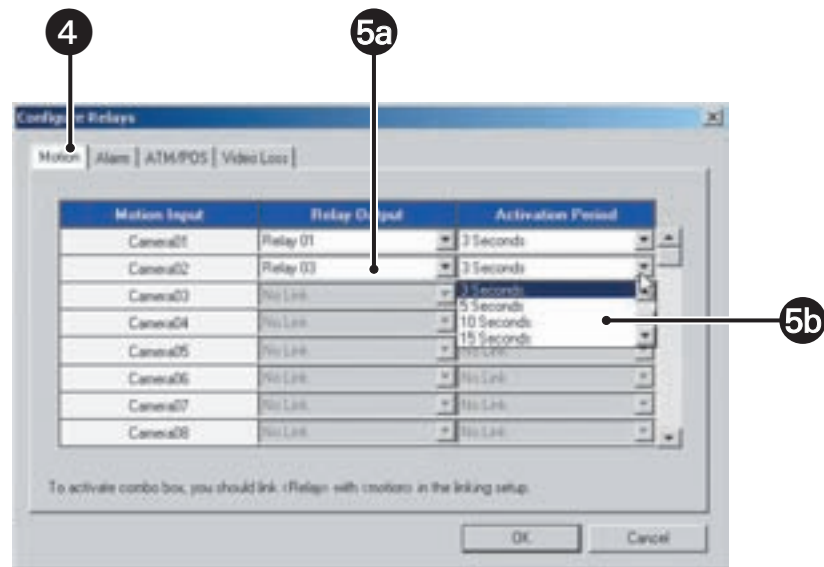 4 5a
Configure Relays
Motion Alarm ATM/POS Video Loss
Motion Input Relay Output Activation Period
Camera01 Relay 01 3 Seconds
Camera02 Relay 03 3 Seconds
Camera03 No Link 3 Seconds
5 Seconds
Camera04 No Link 10 Seconds
15 Seconds
5b
Camera05 No Link No Link
Camera06 No Link No Link
Camera07 No Link No Link
Camera08 No Link No Link
To activate combo box, you should link <Relay> with <motion> in the linking setup.
OK Cancel